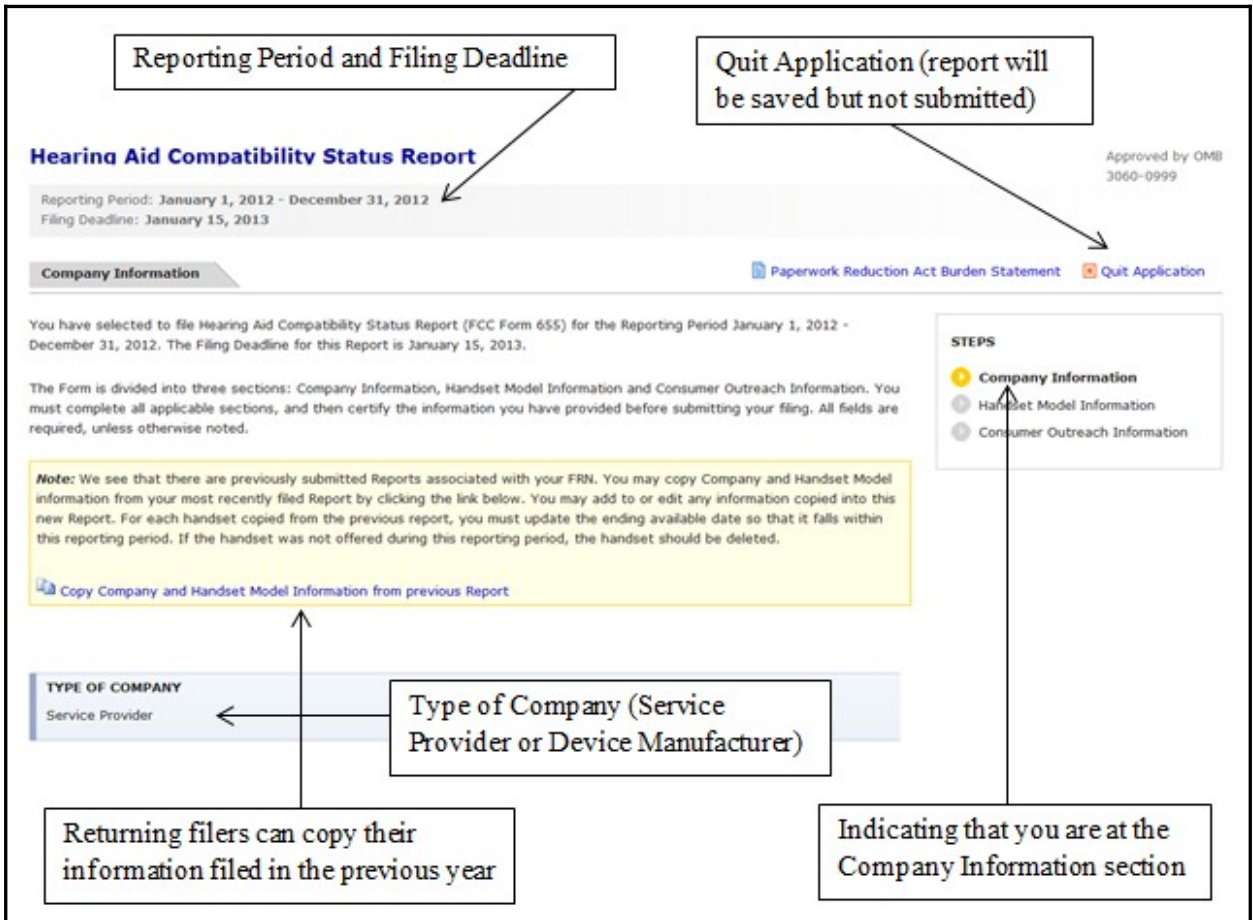 Reporting Period and Filing Deadline
Quit Application (report will
be saved but not submitted)
Hearing Aid Compatibility Status Report
Approved by OMB
3060-0999
Reporting Period: January 1, 2012 - December 31, 2012
Filing Deadline: January 15, 2013
Company Information
Paperwork Reduction Act Burden Statement
Quit Application
You have selected to file Hearing Aid Compatibility Status Report (FCC Form 655) for the Reporting Period January 1, 2012 -
December 31, 2012. The Filing Deadline for this Report is January 15, 2013.
The Form is divided into three sections: Company Information, Handset Model Information and Consumer Outreach Information. You
must complete all applicable sections, and then certify the information you have provided before submitting your filing. All fields are
required, unless otherwise noted.
STEPS
Company Information
Handset Model Information
Consumer Outreach Information
Note: We see that there are previously submitted Reports associated with your FRN. You may copy Company and Handset Model
information from your most recently filed Report by clicking the link below. You may add to or edit any information copied into this
new Report. For each handset copied from the previous report, you must update the ending available date so that it falls within
this reporting period. If the handset was not offered during this reporting period, the handset should be deleted.
Copy Company and Handset Model Information from previous Report
TYPE OF COMPANY
Service Provider
Type of Company (Service
Provider or Device Manufacturer)
Returning filers can copy their
information filed in the previous year
Indicating that you are at the
Company Information section